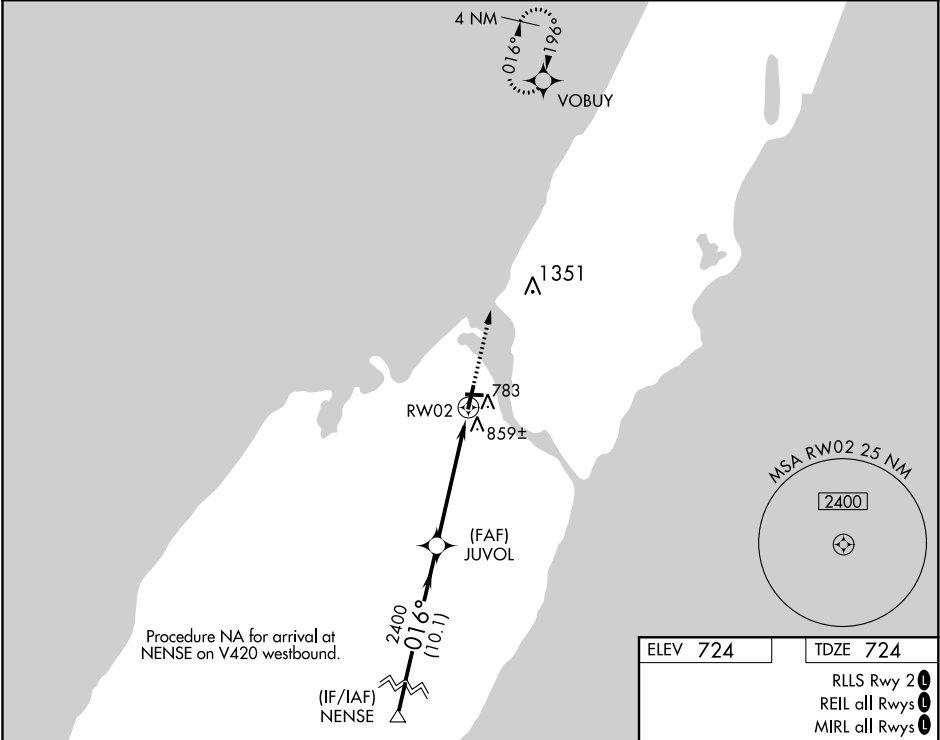 4 NM
016°
196°
VOBUY
1351
783
RW02
859±
MSA RW02 25 NM
2400
(FAF)
JUVOL
2400
016°
(10.1)
Procedure NA for arrival at
NENSE on V420 westbound.
(IF/IAF)
NENSE
ELEV 724
TDZE 724
RLLS Rwy 2 L
REIL all Rwys L
MIRL all Rwys L